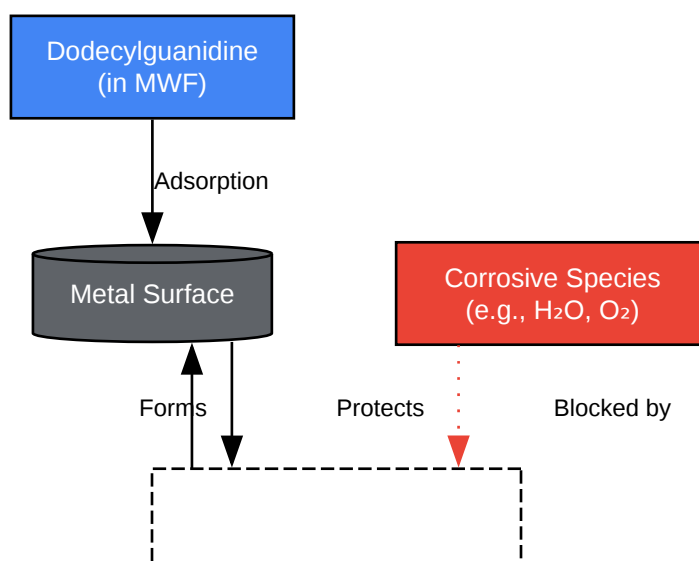 Dodecylguanidine
(in MWF)
Adsorption
Metal Surface
Corrosive Species
(e.g., H₂O, O₂)
Forms
Protects
Blocked by